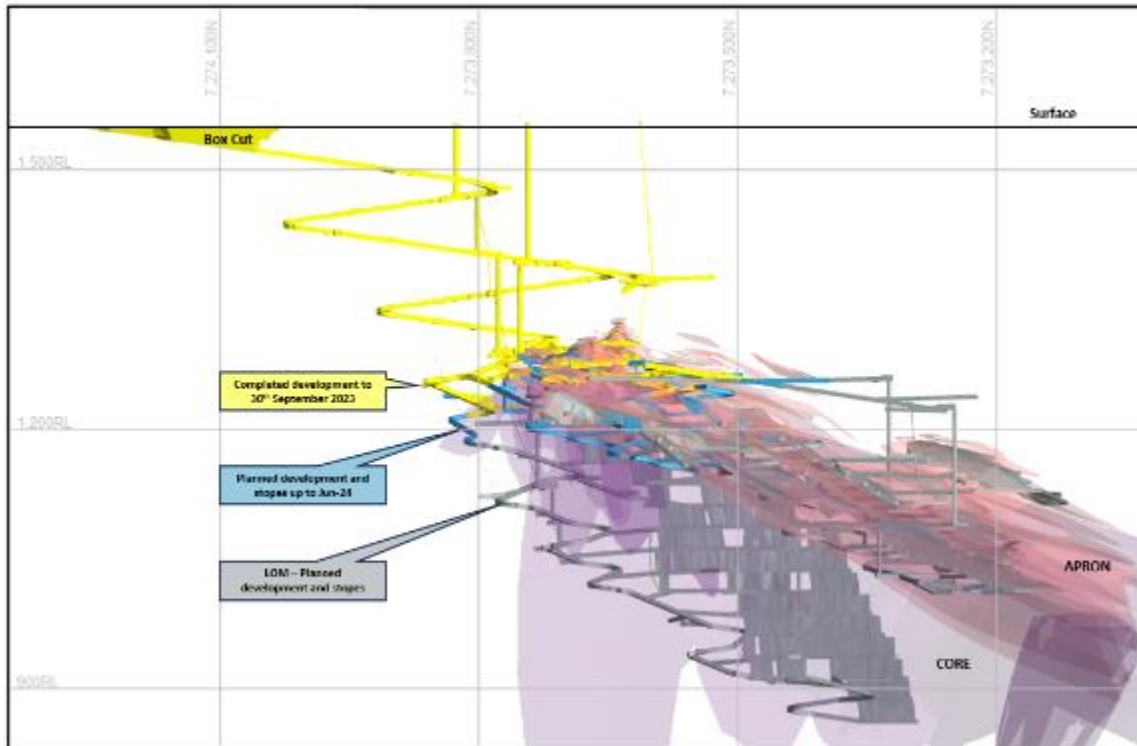 7,274,100N
7,273,800N
7,273,500N
7,273,200N
Surface
Box Cut
1,500RL
Completed development to
30th September 2023
1,200RL
Planned development and
stopes up to Jun-24
LOM – Planned
development and stopes
APRON
CORE
900RL